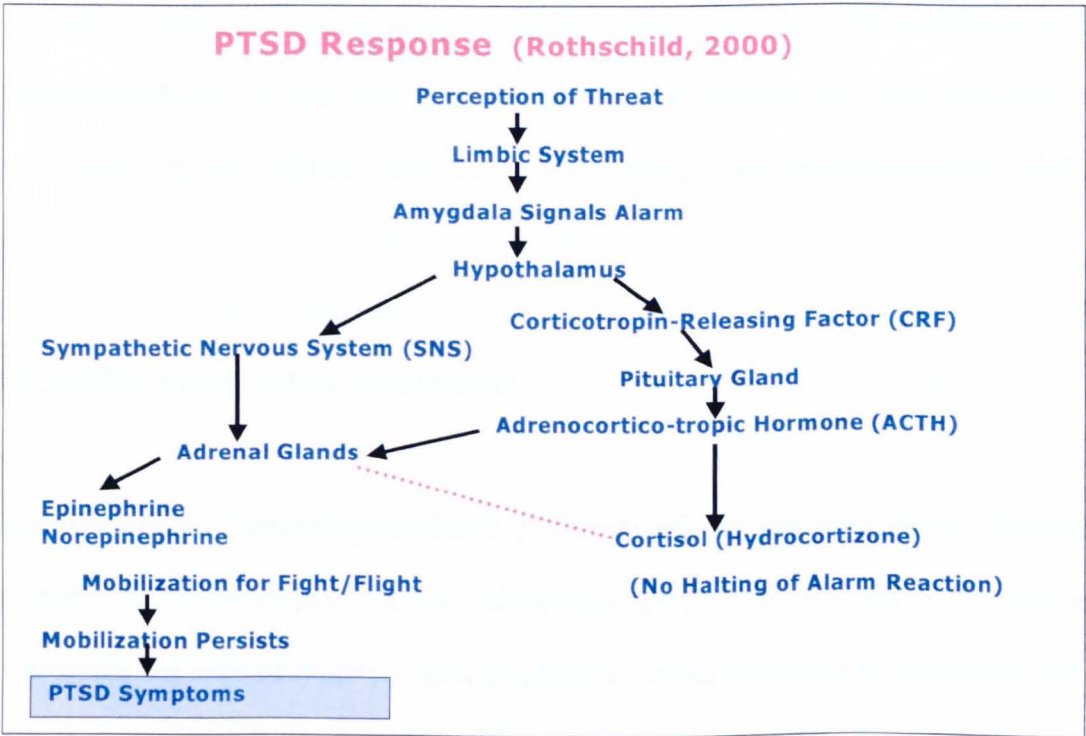 PTSD Response (Rothschild, 2000)
Perception of Threat
Limbic System
Amygdala Signals Alarm
Hypothalamus
Corticotropin-Releasing Factor (CRF)
Sympathetic Nervous System (SNS)
Pituitary Gland
Adrenocortico-tropic Hormone (ACTH)
Adrenal Glands
Epinephrine
Norepinephrine
Cortisol (Hydrocortizone)
Mobilization for Fight/Flight
(No Halting of Alarm Reaction)
Mobilization Persists
PTSD Symptoms